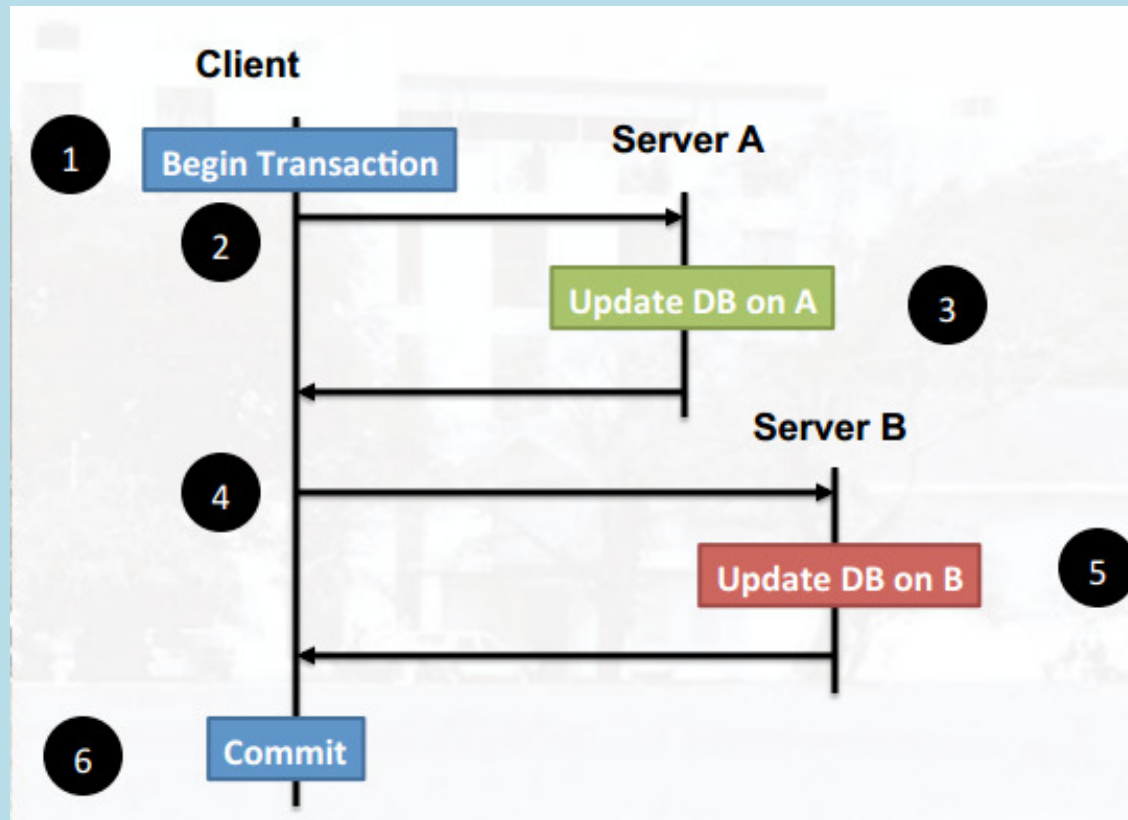 Client
1
Begin Transaction
Server A
2
Update DB on A
3
Server B
4
Update DB on B
5
6
Commit